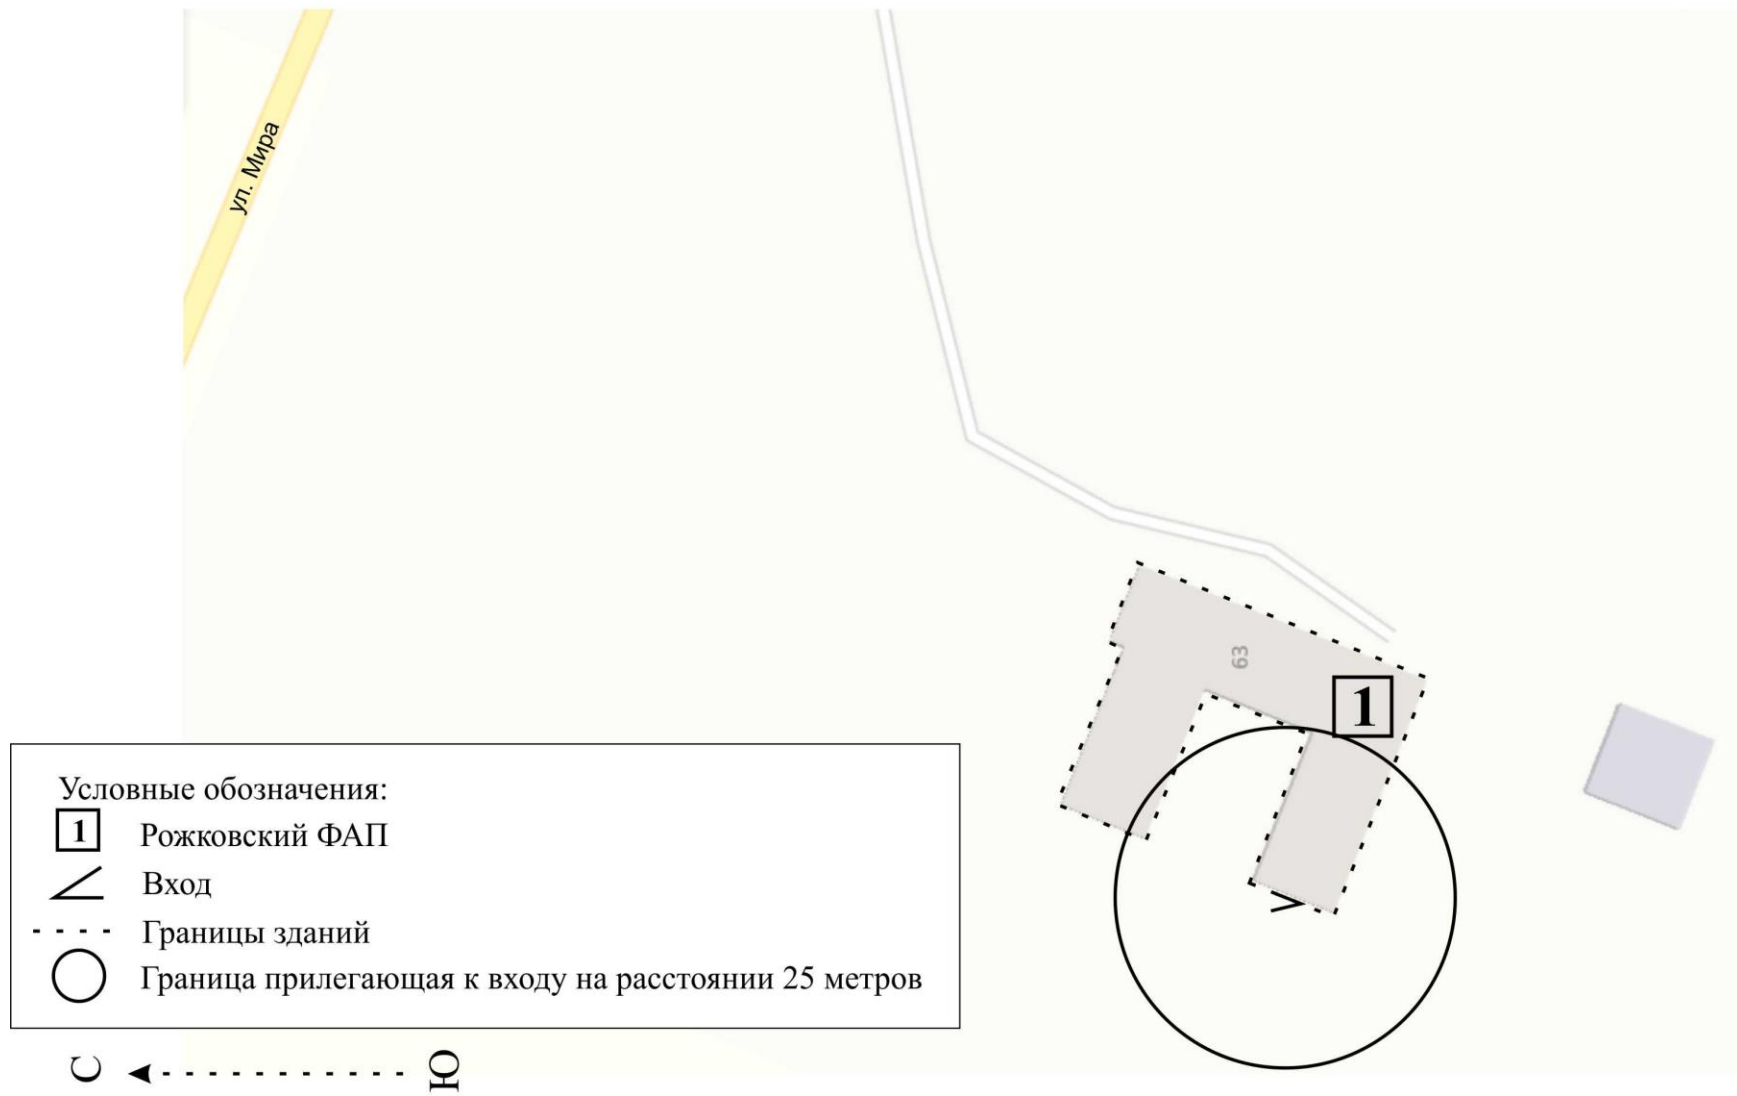 ул. Мира
63
1
Условные обозначения:
1 Рожковский ФАП
Вход
Границы зданий
Граница прилегающая к входу на расстоянии 25 метров
С Ю